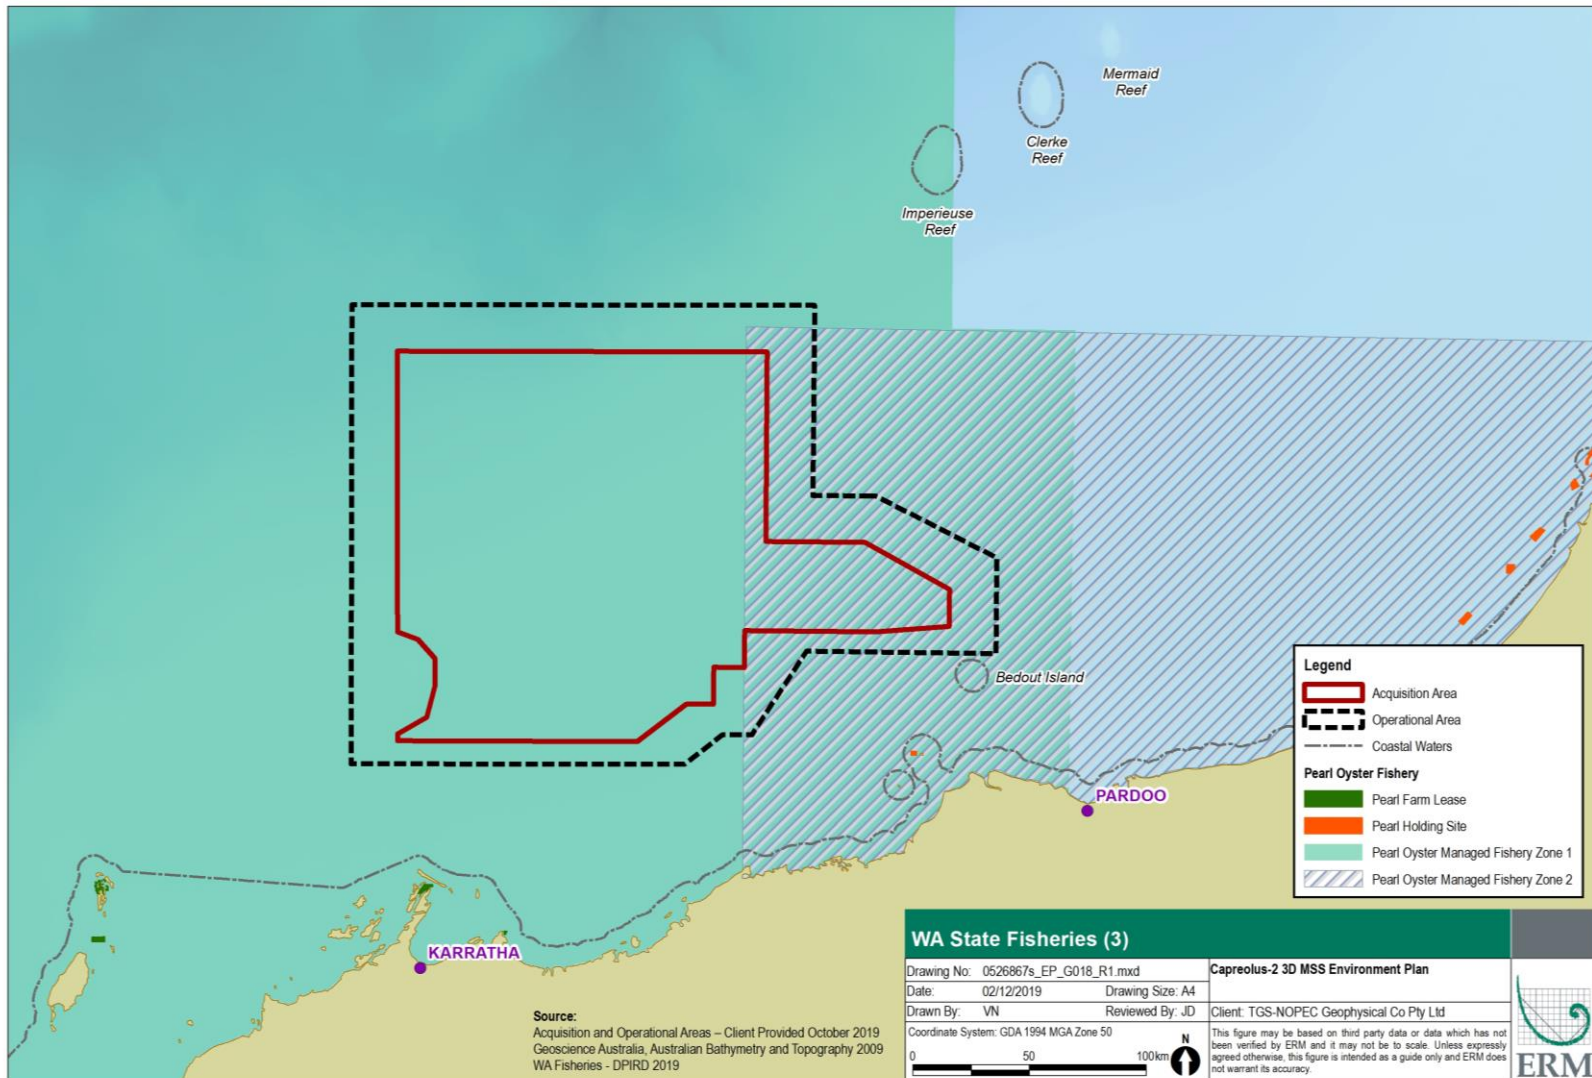 Mermaid
Reef
Clerke
Reef
Imperieuse
Reef
Bedout Island
PARDOO
KARRATHA
Legend
Acquisition Area
Operational Area
Coastal Waters
Pearl Oyster Fishery
Pearl Farm Lease
Pearl Holding Site
Pearl Oyster Managed Fishery Zone 1
Pearl Oyster Managed Fishery Zone 2
Source:
Acquisition and Operational Areas – Client Provided October 2019
Geoscience Australia, Australian Bathymetry and Topography 2009
WA Fisheries - DPIRD 2019
WA State Fisheries (3)
Drawing No: 0526867s_EP_G018_R1.mxd
Date: 02/12/2019 Drawing Size: A4
Drawn By: VN Reviewed By: JD
Coordinate System: GDA 1994 MGA Zone 50
0 50 100km
N
Capreolus-2 3D MSS Environment Plan
Client: TGS-NOPEC Geophysical Co Pty Ltd
This figure may be based on third party data or data which has not
been verified by ERM and it may not be to scale. Unless expressly
agreed otherwise, this figure is intended as a guide only and ERM does
not warrant its accuracy.
ERM